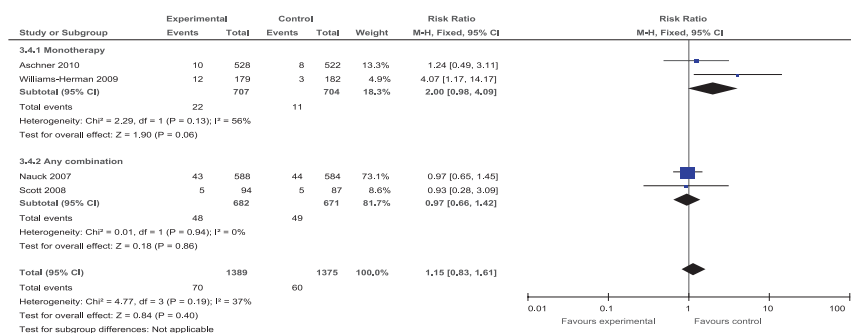 Experimental Control Risk Ratio Risk Ratio
Study or Subgroup Events Total Events Total Weight M-H, Fixed, 95% CI M-H, Fixed, 95% CI
3.4.1 Monotherapy
Aschner 2010 10 528 8 522 13.3% 1.24 [0.49, 3.11]
Williams-Herman 2009 12 179 3 182 4.9% 4.07 [1.17, 14.17]
Subtotal (95% CI) 707 704 18.3% 2.00 [0.98, 4.09]
Total events 22 11
Heterogeneity: Chi² = 2.29, df = 1 (P = 0.13); I² = 56%
Test for overall effect: Z = 1.90 (P = 0.06)
3.4.2 Any combination
Nauck 2007 43 588 44 584 73.1% 0.97 [0.65, 1.45]
Scott 2008 5 94 5 87 8.6% 0.93 [0.28, 3.09]
Subtotal (95% CI) 682 671 81.7% 0.97 [0.66, 1.42]
Total events 48 49
Heterogeneity: Chi² = 0.01, df = 1 (P = 0.94); I² = 0%
Test for overall effect: Z = 0.18 (P = 0.86)
Total (95% CI) 1389 1375 100.0% 1.15 [0.83, 1.61]
Total events 70 60
Heterogeneity: Chi² = 4.77, df = 3 (P = 0.19); I² = 37%
Test for overall effect: Z = 0.84 (P = 0.40)
Test for subgroup differences: Not applicable
0.01 0.1 1 10 100
Favours experimental Favours control